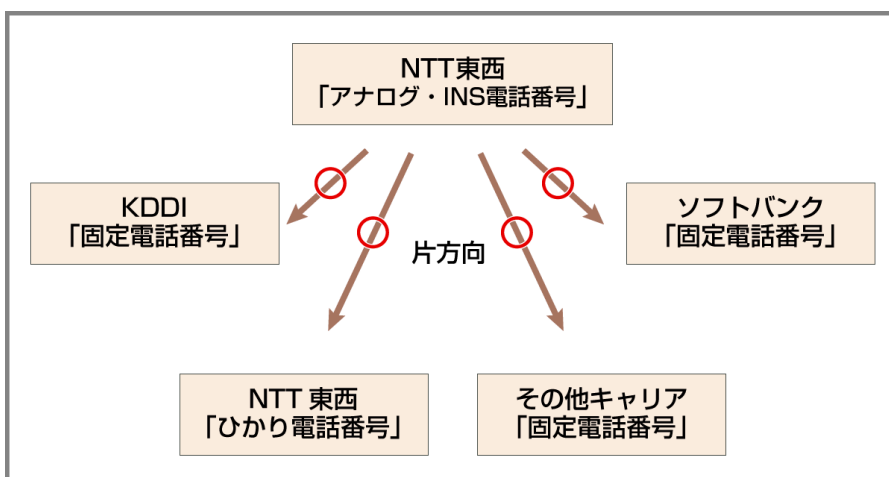 NTT東西
「アナログ・INS電話番号」
KDDI
「固定電話番号」
ソフトバンク
「固定電話番号」
片方向
NTT 東西
「ひかり電話番号」
その他キャリア
「固定電話番号」